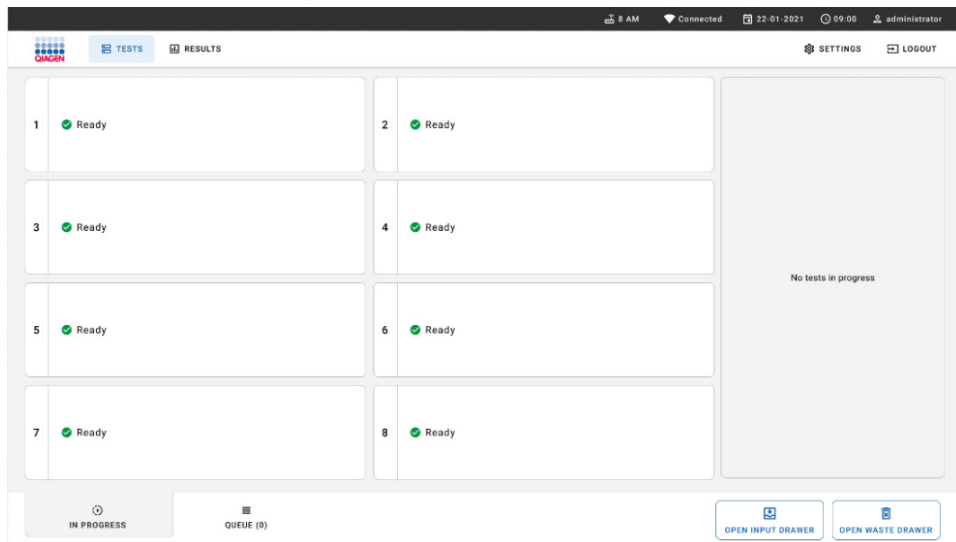 8 AM Connected 22-01-2021 09:00 administrator
QIAGEN TESTS RESULTS SETTINGS LOGOUT
1 Ready
2 Ready
3 Ready
4 Ready
No tests in progress
5 Ready
6 Ready
7 Ready
8 Ready
IN PROGRESS
QUEUE (0)
OPEN INPUT DRAWER
OPEN WASTE DRAWER